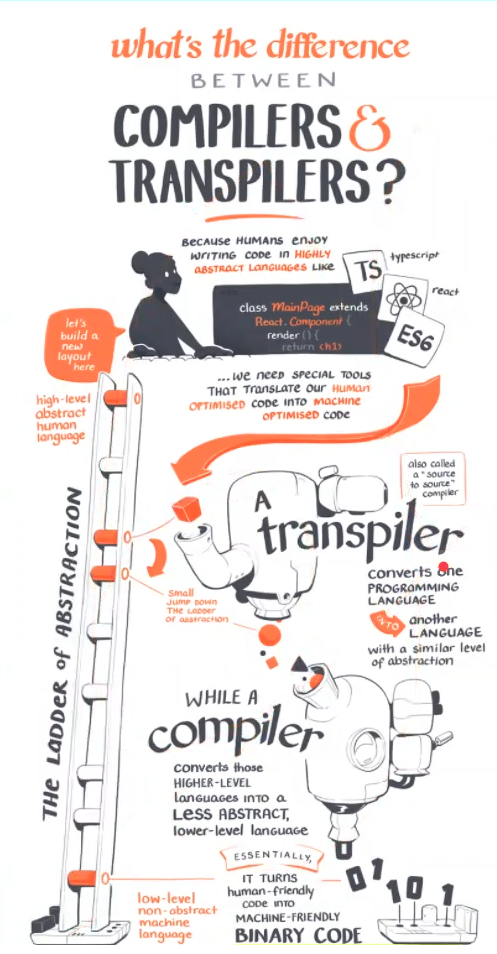 what's the difference
BETWEEN
COMPILERS &
TRANSPILERS?
BECAUSE HUMANS ENJOY
WRITING CODE IN HIGHLY
ABSTRACT LANGUAGES LIKE
TS
typescript
react
ES6
class MainPage extends
React.Component {
render () {
return <h1>
let's
build a
new
layout
here
...WE NEED SPECIAL TOOLS
THAT TRANSLATE OUR HUMAN
OPTIMISED CODE INTO MACHINE
OPTIMISED CODE
high-level
abstract
human
language
THE LADDER of ABSTRACTION
also called
a "source
to source"
compiler
A
transpiler
converts one
PROGRAMMING
LANGUAGE
INTO
another
LANGUAGE
with a similar level
of abstraction
Small
JUMP DOWN
THE LADDER
OF abstraction
WHILE A
compiler
converts those
HIGHER-LEVEL
languages into a
LESS ABSTRACT,
lower-level language
ESSENTIALLY,
IT TURNS
human-friendly
code into
MACHINE-FRIENDLY
BINARY CODE
low-level
non-abstract
machine
language
0 1
1 0 1